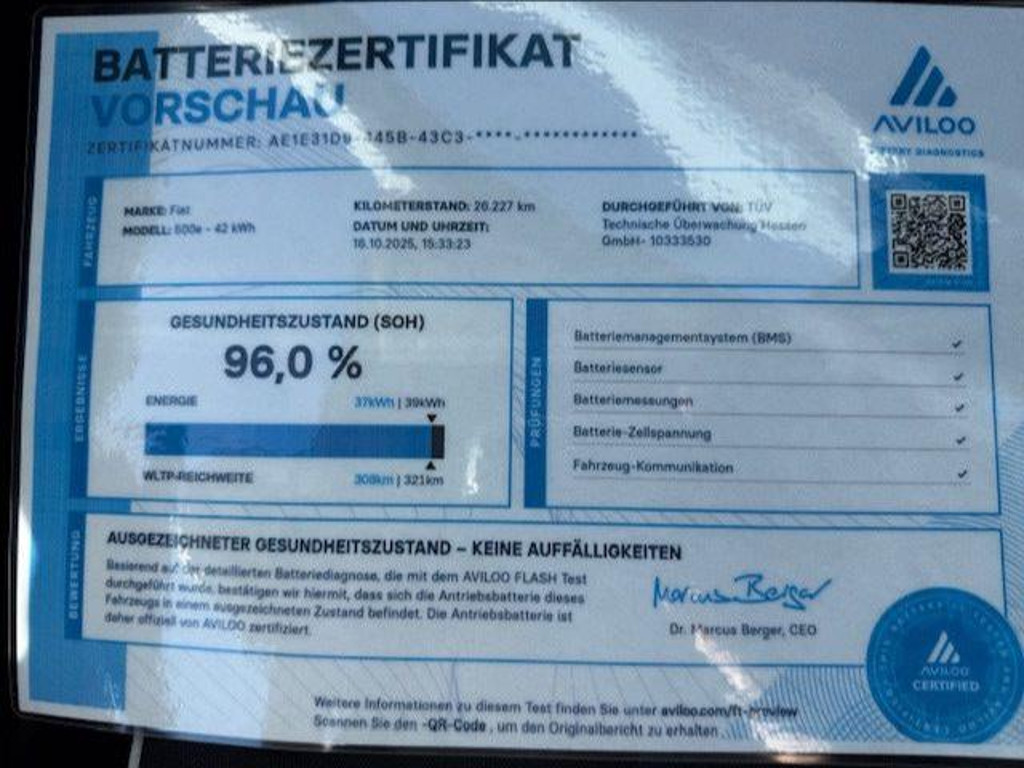 BATTERIEZERTIFIKAT
VORSCHAU
ZERTIFIKATNUMMER: AE1E31D9-445B-43C3-****-************
AVILOO
BATTERY DIAGNOSTICS
FAHRZEUG
MARKE: Fiat
MODELL: 500e - 42 kWh
KILOMETERSTAND: 26.227 km
DATUM UND UHRZEIT:
16.10.2025, 15:33:23
DURCHGEFÜHRT VON: TÜV
Technische Überwachung Hessen
GmbH- 10333530
ERGEBNISSE
GESUNDHEITSZUSTAND (SOH)
96,0 %
ENERGIE 37kWh | 39kWh
WLTP-REICHWEITE 308km | 321km
PRÜFUNGEN
Batteriemanagementsystem (BMS) ✓
Batteriesensor ✓
Batteriemessungen ✓
Batterie-Zellspannung ✓
Fahrzeug-Kommunikation ✓
BEWERTUNG
AUSGEZEICHNETER GESUNDHEITSZUSTAND – KEINE AUFFÄLLIGKEITEN
Basierend auf der detaillierten Batteriediagnose, die mit dem AVILOO FLASH Test
durchgeführt wurde, bestätigen wir hiermit, dass sich die Antriebsbatterie dieses
Fahrzeugs in einem ausgezeichneten Zustand befindet. Die Antriebsbatterie ist
daher offiziell von AVILOO zertifiziert.
Marcus Berger
Dr. Marcus Berger, CEO
AVILOO
CERTIFIED
Weitere Informationen zu diesem Test finden Sie unter aviloo.com/ft-preview
Scannen Sie den -QR-Code , um den Originalbericht zu erhalten